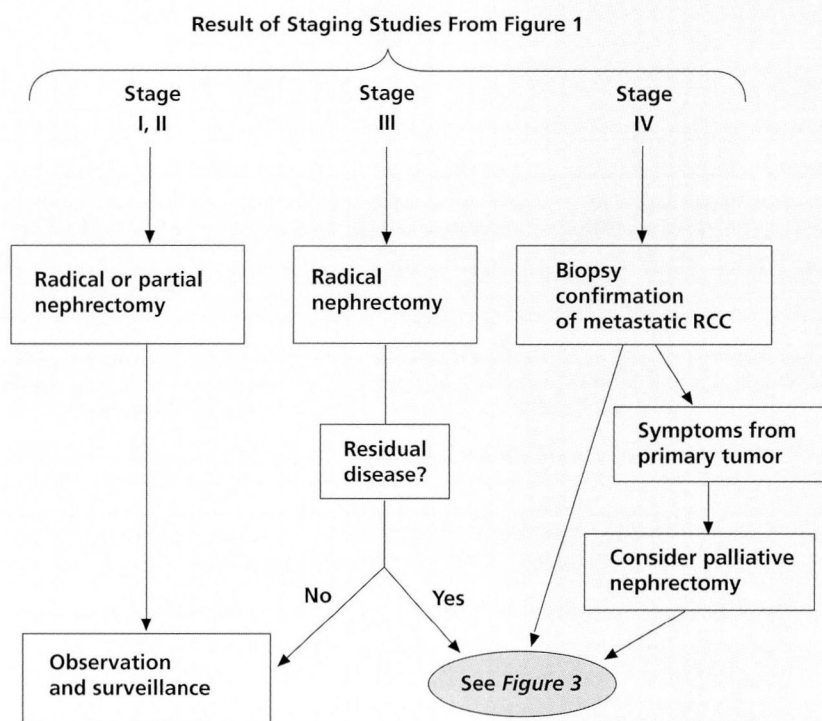 Result of Staging Studies From Figure 1
Stage
I, II
Stage
III
Stage
IV
Radical or partial
nephrectomy
Radical
nephrectomy
Biopsy
confirmation
of metastatic RCC
Residual
disease?
Symptoms from
primary tumor
Consider palliative
nephrectomy
No
Yes
Observation
and surveillance
See Figure 3